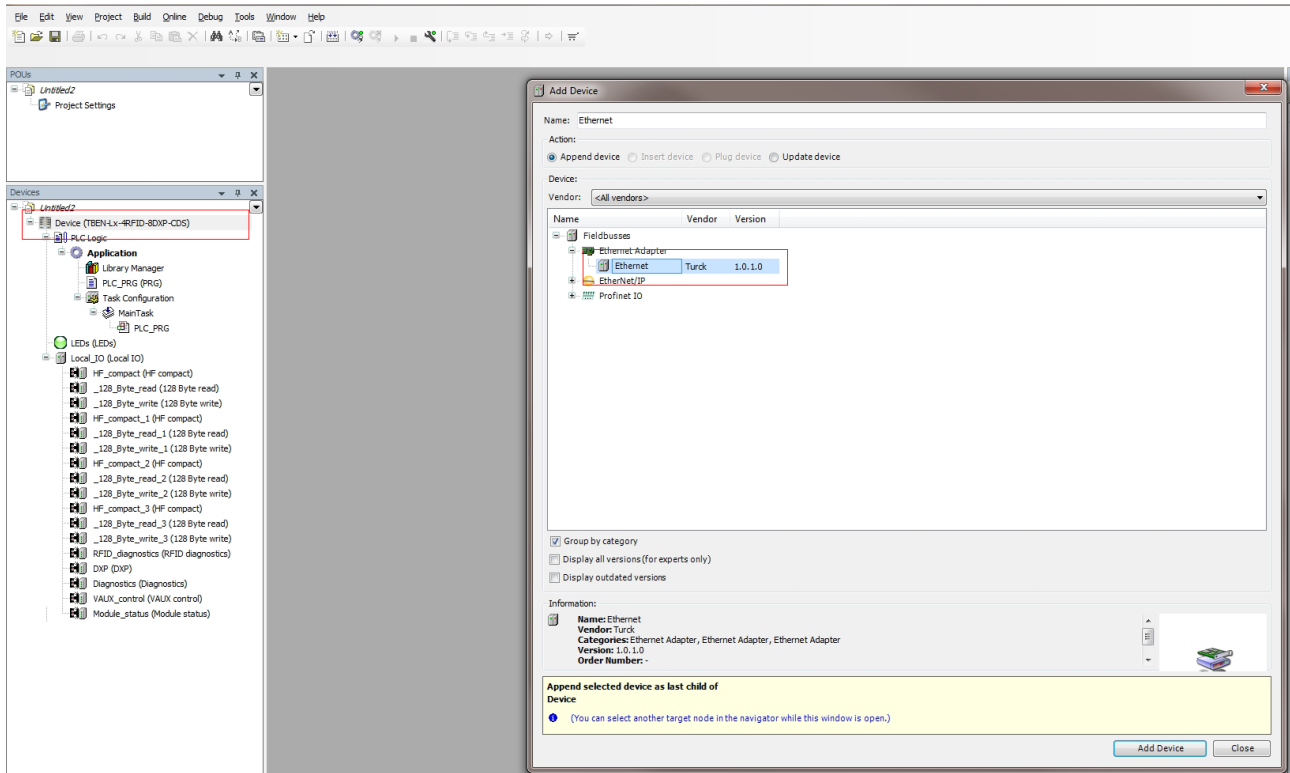 File Edit View Project Build Online Debug Tools Window Help
POUs
Untitled2
Project Settings
Devices
Untitled2
Device (TBEN-Lx-4RFID-8DXP-CDS)
PLC Logic
Application
Library Manager
PLC_PRG (PRG)
Task Configuration
MainTask
PLC_PRG
LEDs (LEDs)
Local_IO (Local IO)
HF_compact (HF compact)
_128_Byte_read (128 Byte read)
_128_Byte_write (128 Byte write)
HF_compact_1 (HF compact)
_128_Byte_read_1 (128 Byte read)
_128_Byte_write_1 (128 Byte write)
HF_compact_2 (HF compact)
_128_Byte_read_2 (128 Byte read)
_128_Byte_write_2 (128 Byte write)
HF_compact_3 (HF compact)
_128_Byte_read_3 (128 Byte read)
_128_Byte_write_3 (128 Byte write)
RFID_diagnostics (RFID diagnostics)
DXP (DXP)
Diagnostics (Diagnostics)
VAUX_control (VAUX control)
Module_status (Module status)
Add Device
Name: Ethernet
Action:
Append device Insert device Plug device Update device
Device:
Vendor: <All vendors>
Name Vendor Version
Fieldbusses
Ethernet Adapter
Ethernet Turck 1.0.1.0
EtherNet/IP
Profinet IO
Group by category
Display all versions (for experts only)
Display outdated versions
Information:
Name: Ethernet
Vendor: Turck
Categories: Ethernet Adapter, Ethernet Adapter, Ethernet Adapter
Version: 1.0.1.0
Order Number: -
Append selected device as last child of
Device
(You can select another target node in the navigator while this window is open.)
Add Device Close